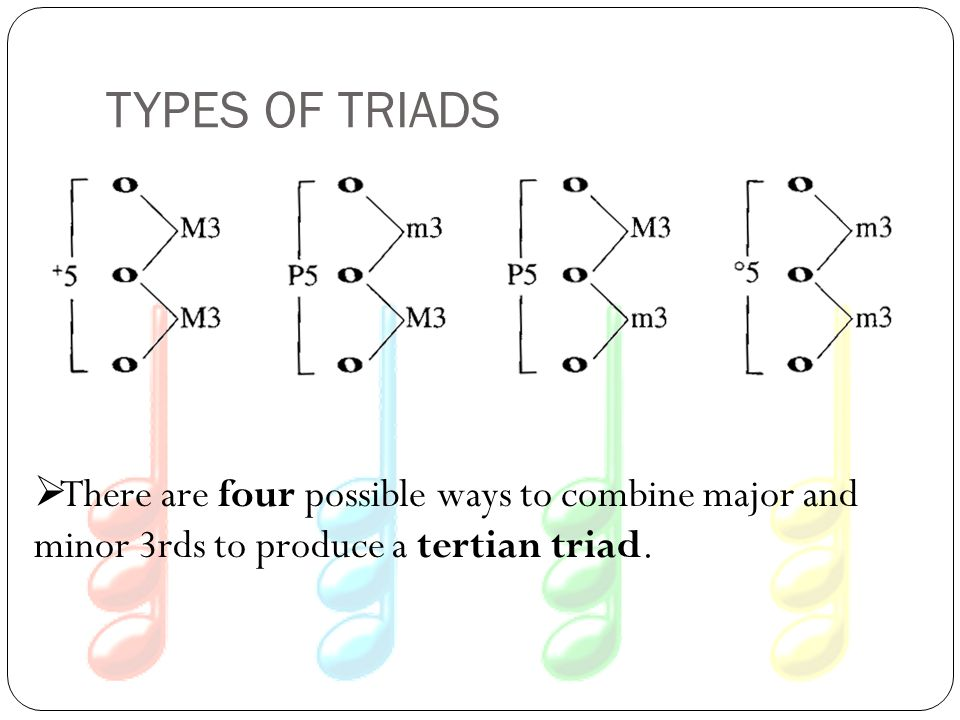 TYPES OF TRIADS
M3 m3 M3 m3
+5 P5 P5 °5
M3 M3 m3 m3
➢There are four possible ways to combine major and
minor 3rds to produce a tertian triad.